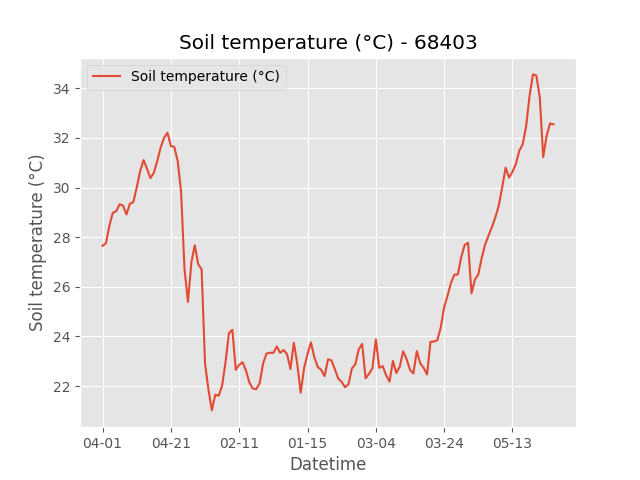 Soil temperature (°C) - 68403
Soil temperature (°C)
Soil temperature (°C)
34
32
30
28
26
24
22
04-01 04-21 02-11 01-15 03-04 03-24 05-13
Datetime